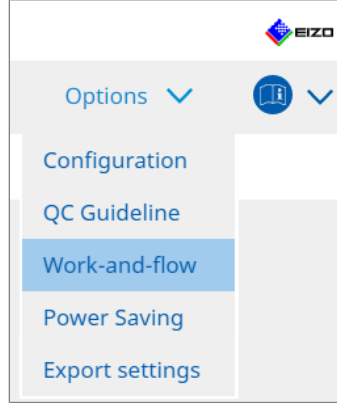 EIZO
Options
Configuration
QC Guideline
Work-and-flow
Power Saving
Export settings